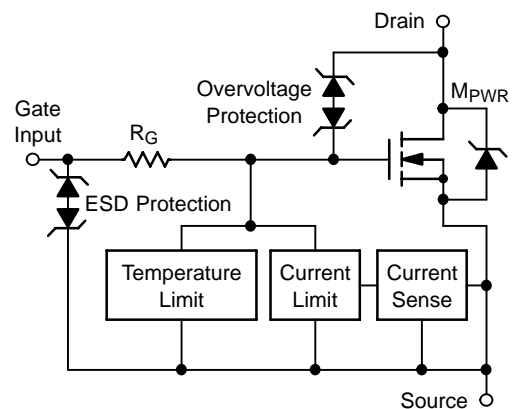 Drain
Overvoltage
Protection
MPWR
Gate
Input
RG
ESD Protection
Temperature
Limit
Current
Limit
Current
Sense
Source